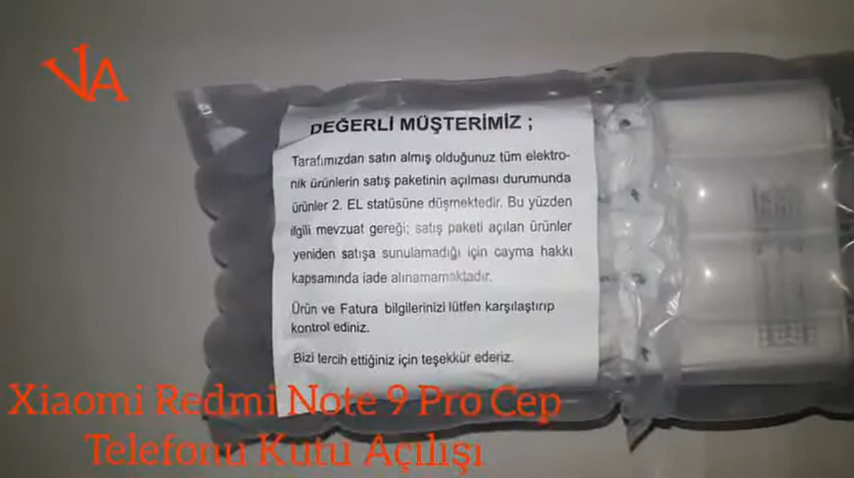 VA
DEĞERLİ MÜŞTERİMİZ ;
Tarafımızdan satın almış olduğunuz tüm elektro-
nik ürünlerin satış paketinin açılması durumunda
ürünler 2. EL statüsüne düşmektedir. Bu yüzden
ilgili mevzuat gereği; satış paketi açılan ürünler
yeniden satışa sunulamadığı için cayma hakkı
kapsamında iade alınamamaktadır.
Ürün ve Fatura bilgilerinizi lütfen karşılaştırıp
kontrol ediniz.
Bizi tercih ettiğiniz için teşekkür ederiz.
Xiaomi Redmi Note 9 Pro Cep
Telefonu Kutu Açılışı